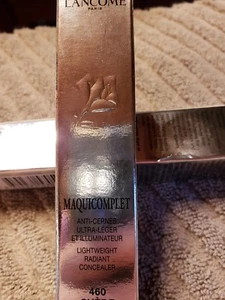 LANCÔME
PARIS
MAQUICOMPLET
ANTI-CERNES
ULTRA-LÉGER
ET ILLUMINATEUR
LIGHTWEIGHT
RADIANT
CONCEALER
460